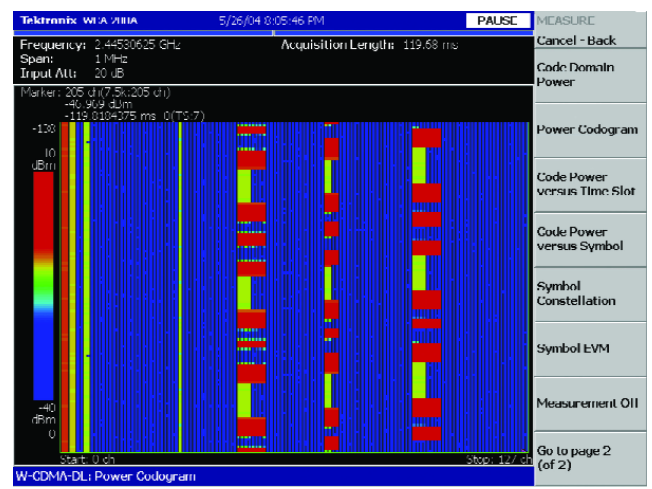 Tektronix WCA 200A 5/26/04 8:05:46 PM PAUSE MEASURE
Frequency: 2.44530625 GHz Acquisition Length: 119.68 ms Cancel - Back
Span: 1 MHz
Input Att: 20 dB
Marker: 205 ch(7.5k:205 ch)
-46.969 dBm
-119.8184375 ms 0(TS:7)
-130
10
dBm
-40
dBm
0
Start: 0 ch Stop: 127 ch
W-CDMA-DL: Power Codogram
Code Domain
Power
Power Codogram
Code Power
versus Time Slot
Code Power
versus Symbol
Symbol
Constellation
Symbol EVM
Measurement Off
Go to page 2
(of 2)